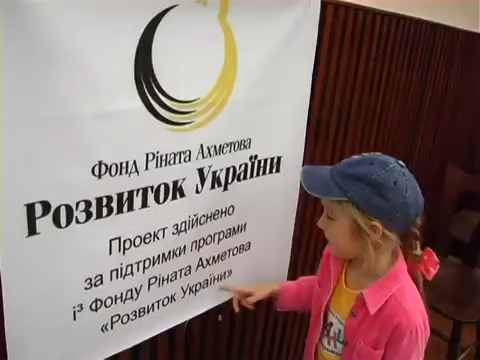 Фонд Ріната Ахметова
Розвиток України
Проект здійснено
за підтримки програми
із Фонду Ріната Ахметова
«Розвиток України»